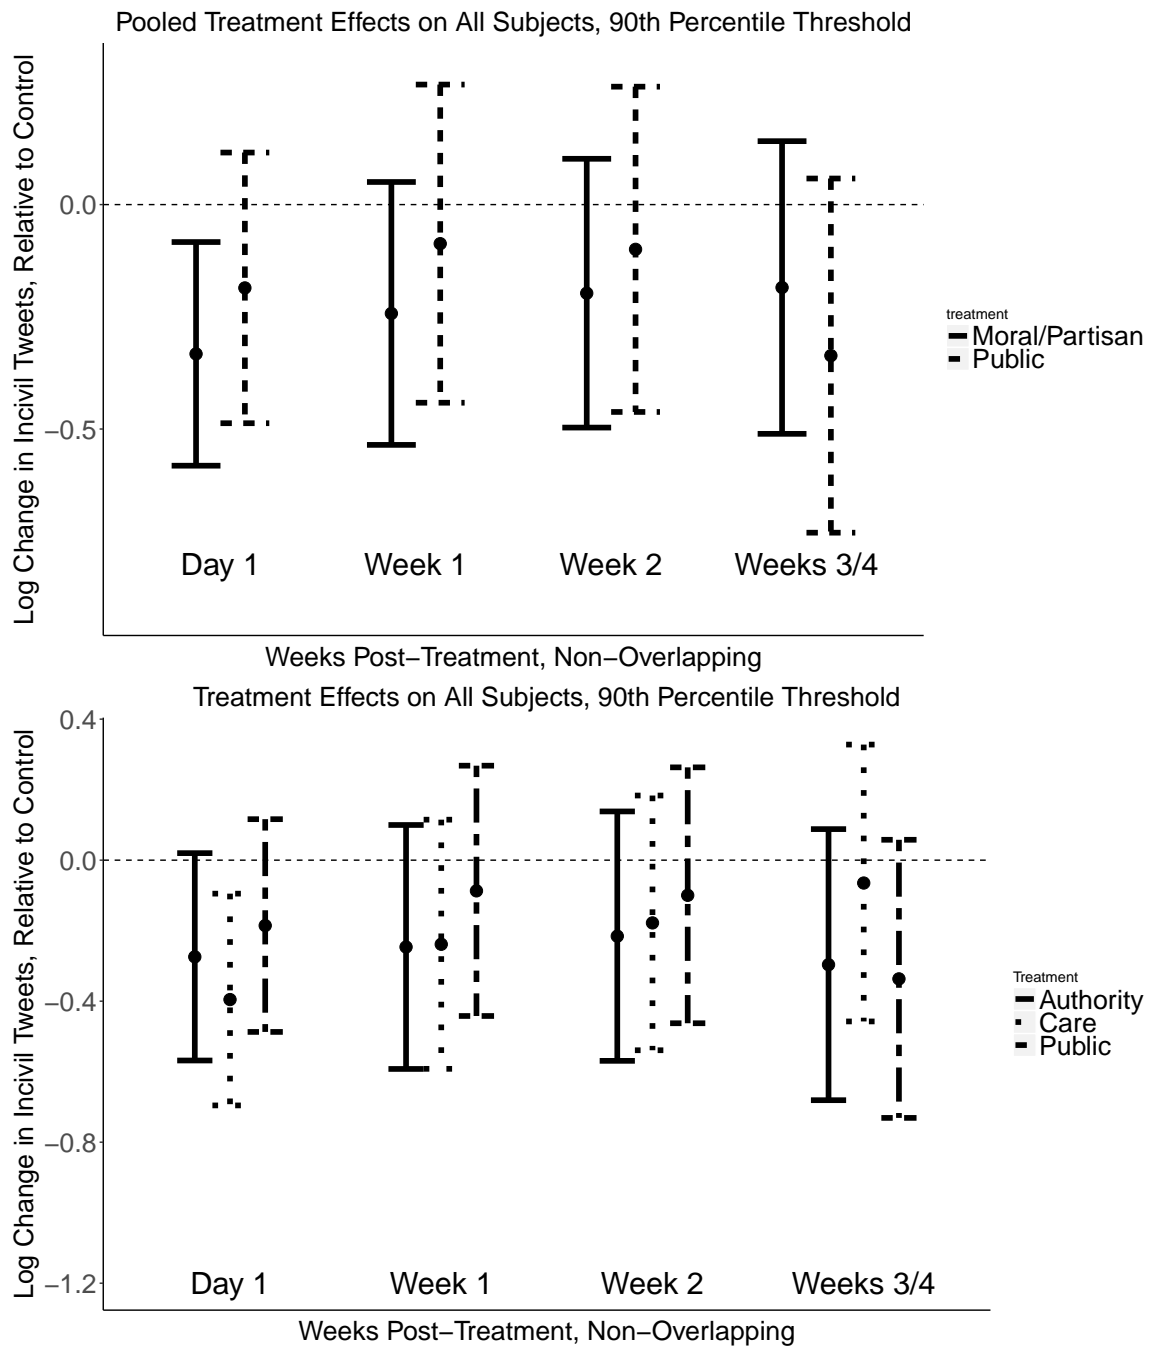 Pooled Treatment Effects on All Subjects, 90th Percentile Threshold
Log Change in Incivil Tweets, Relative to Control
0.0
−0.5
Day 1
Week 1
Week 2
Weeks 3/4
Weeks Post−Treatment, Non−Overlapping
treatment
Moral/Partisan
Public
Treatment Effects on All Subjects, 90th Percentile Threshold
Log Change in Incivil Tweets, Relative to Control
0.4
0.0
−0.4
−0.8
−1.2
Day 1
Week 1
Week 2
Weeks 3/4
Weeks Post−Treatment, Non−Overlapping
Treatment
Authority
Care
Public